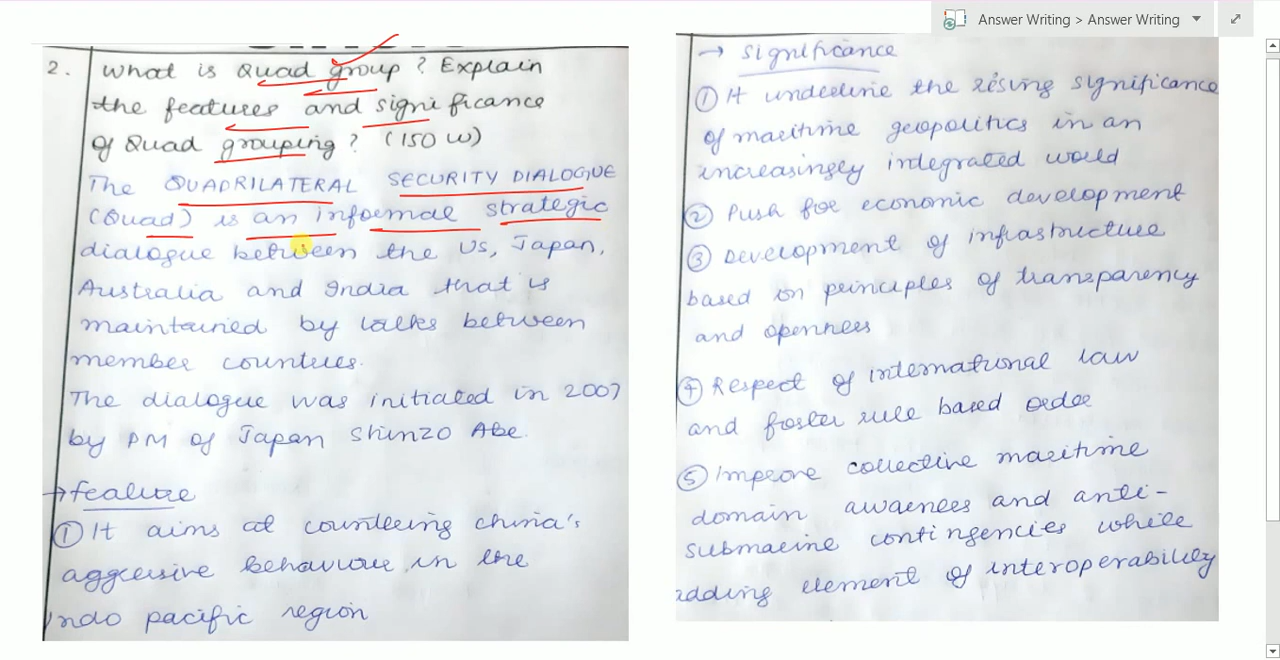 Answer Writing > Answer Writing
2. What is Quad group? Explain
the features and significance
of Quad grouping? (150 w)
The QUADRILATERAL SECURITY DIALOGUE
(Quad) is an informal strategic
dialogue between the US, Japan,
Australia and India that is
maintained by talks between
member countries.
The dialogue was initiated in 2007
by PM of Japan Shinzo Abe.
→ feature
① It aims at countering China's
aggressive behaviour in the
Indo pacific region
→ Significance
① It underline the rising significance
of maritime geopolitics in an
increasingly integrated world
② Push for economic development
③ Development of infrastructure
based on principles of transparency
and openness
④ Respect of international law
and foster rule based order
⑤ Improve collective maritime
domain awarness and anti-
submarine contingencies while
adding element of interoperability